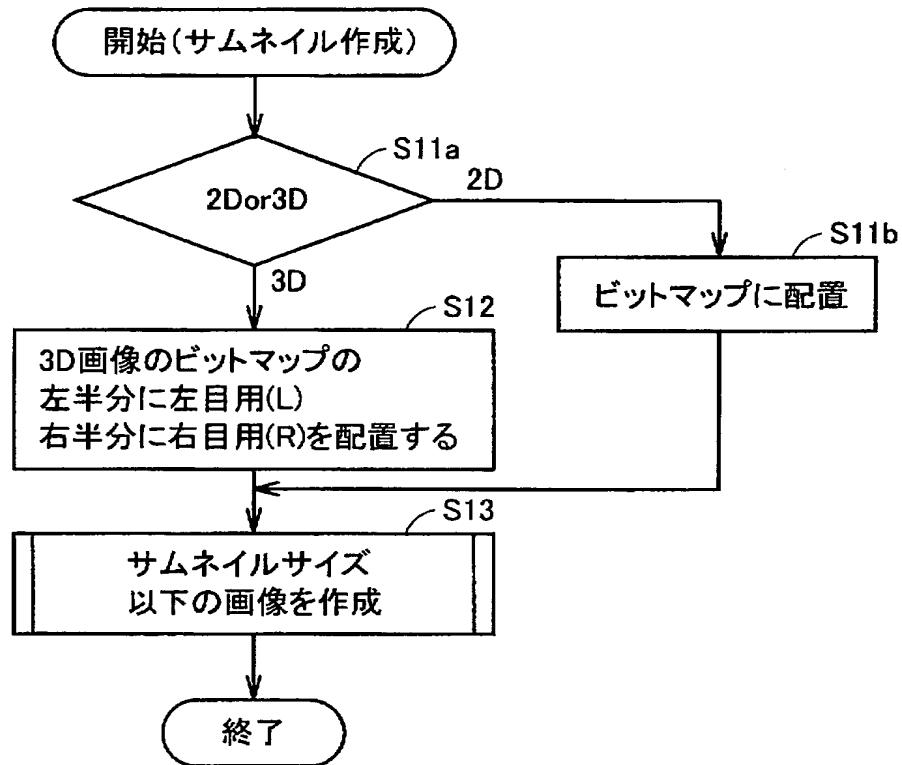 開始(サムネイル作成)
S11a
2Dor3D
2D
S11b
ビットマップに配置
3D
S12
3D画像のビットマップの
左半分に左目用(L)
右半分に右目用(R)を配置する
S13
サムネイルサイズ
以下の画像を作成
終了